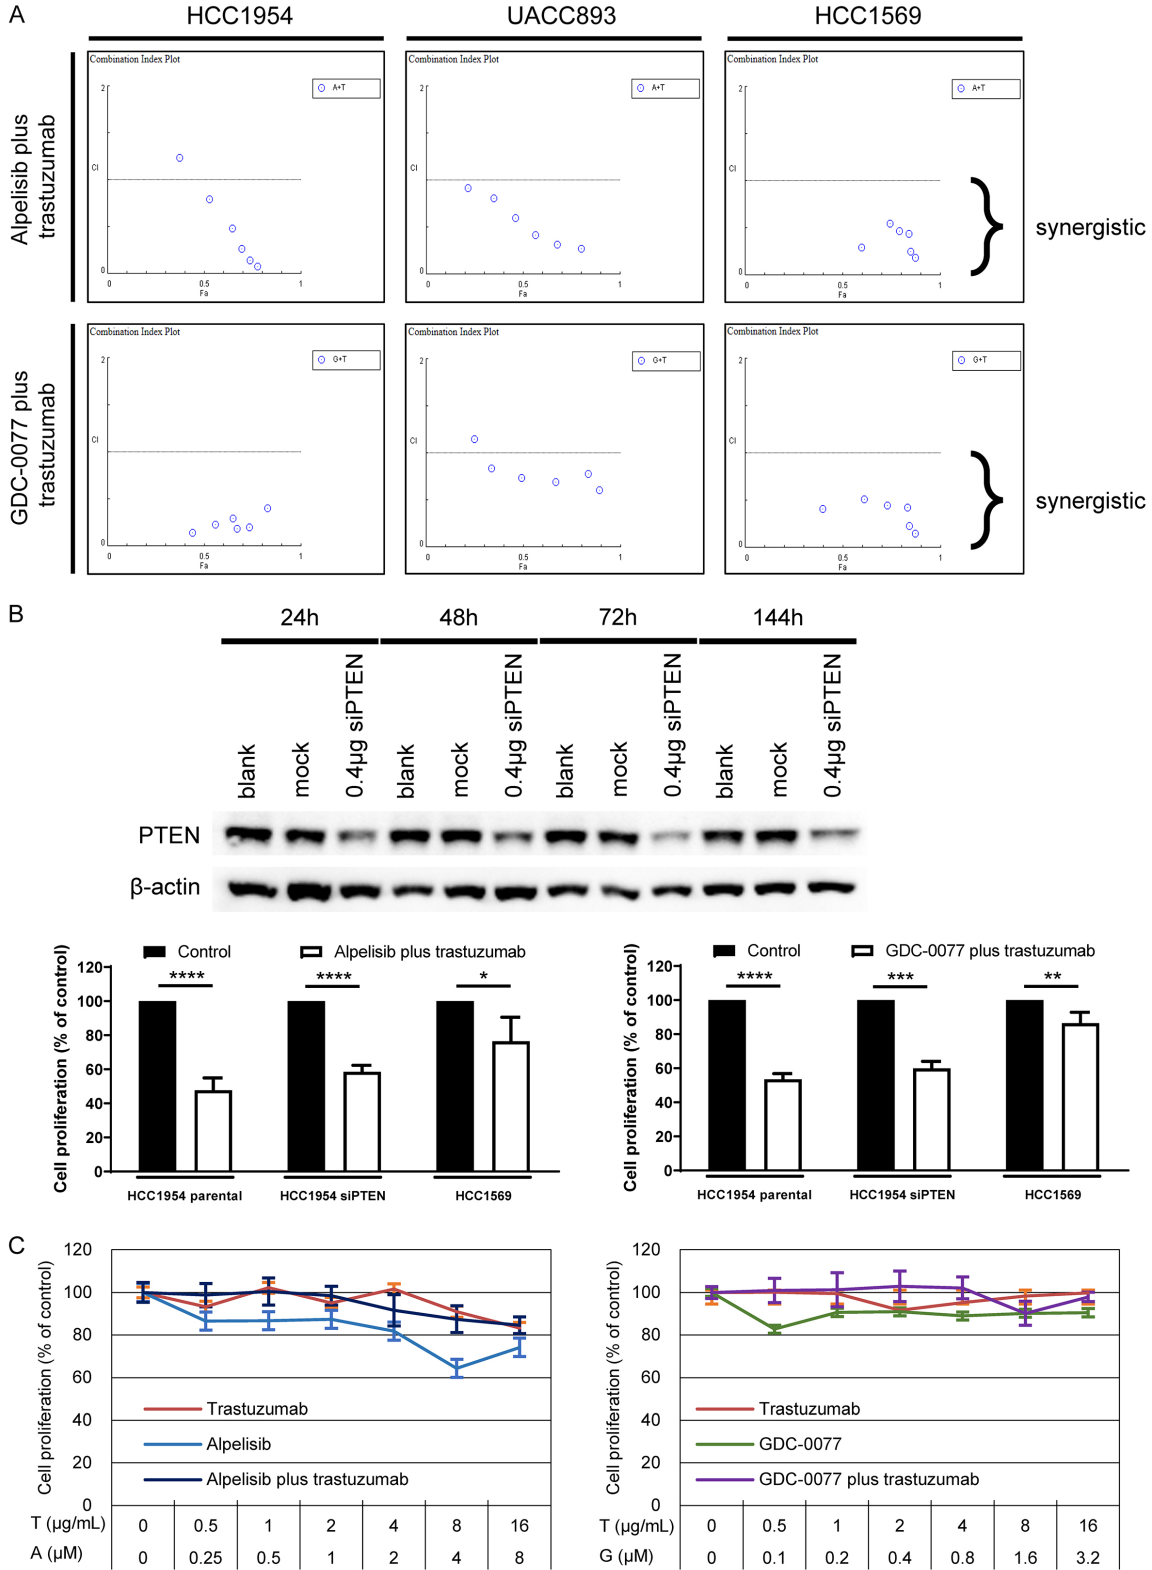 A
HCC1954 UACC893 HCC1569
Alpelisib plus
trastuzumab
Combination Index Plot Combination Index Plot Combination Index Plot
A+T A+T A+T
2 2 2
CI CI CI
synergistic
0 0 0
0 0.5 1 0 0.5 1 0 0.5 1
Fa Fa Fa
GDC-0077 plus
trastuzumab
Combination Index Plot Combination Index Plot Combination Index Plot
G+T G+T G+T
2 2 2
CI CI CI
synergistic
0 0 0
0 0.5 1 0 0.5 1 0 0.5 1
Fa Fa Fa
B
24h 48h 72h 144h
blank mock 0.4µg siPTEN blank mock 0.4µg siPTEN blank mock 0.4µg siPTEN blank mock 0.4µg siPTEN
PTEN
β-actin
Cell proliferation (% of control)
Control Alpelisib plus trastuzumab
120
**** **** *
100
80
60
40
20
0
HCC1954 parental HCC1954 siPTEN HCC1569
Cell proliferation (% of control)
Control GDC-0077 plus trastuzumab
120
**** *** **
100
80
60
40
20
0
HCC1954 parental HCC1954 siPTEN HCC1569
C
Cell proliferation (% of control)
120
100
80
60
40
20
0
Trastuzumab
Alpelisib
Alpelisib plus trastuzumab
T (µg/mL) 0 0.5 1 2 4 8 16
A (µM) 0 0.25 0.5 1 2 4 8
Cell proliferation (% of control)
120
100
80
60
40
20
0
Trastuzumab
GDC-0077
GDC-0077 plus trastuzumab
T (µg/mL) 0 0.5 1 2 4 8 16
G (µM) 0 0.1 0.2 0.4 0.8 1.6 3.2